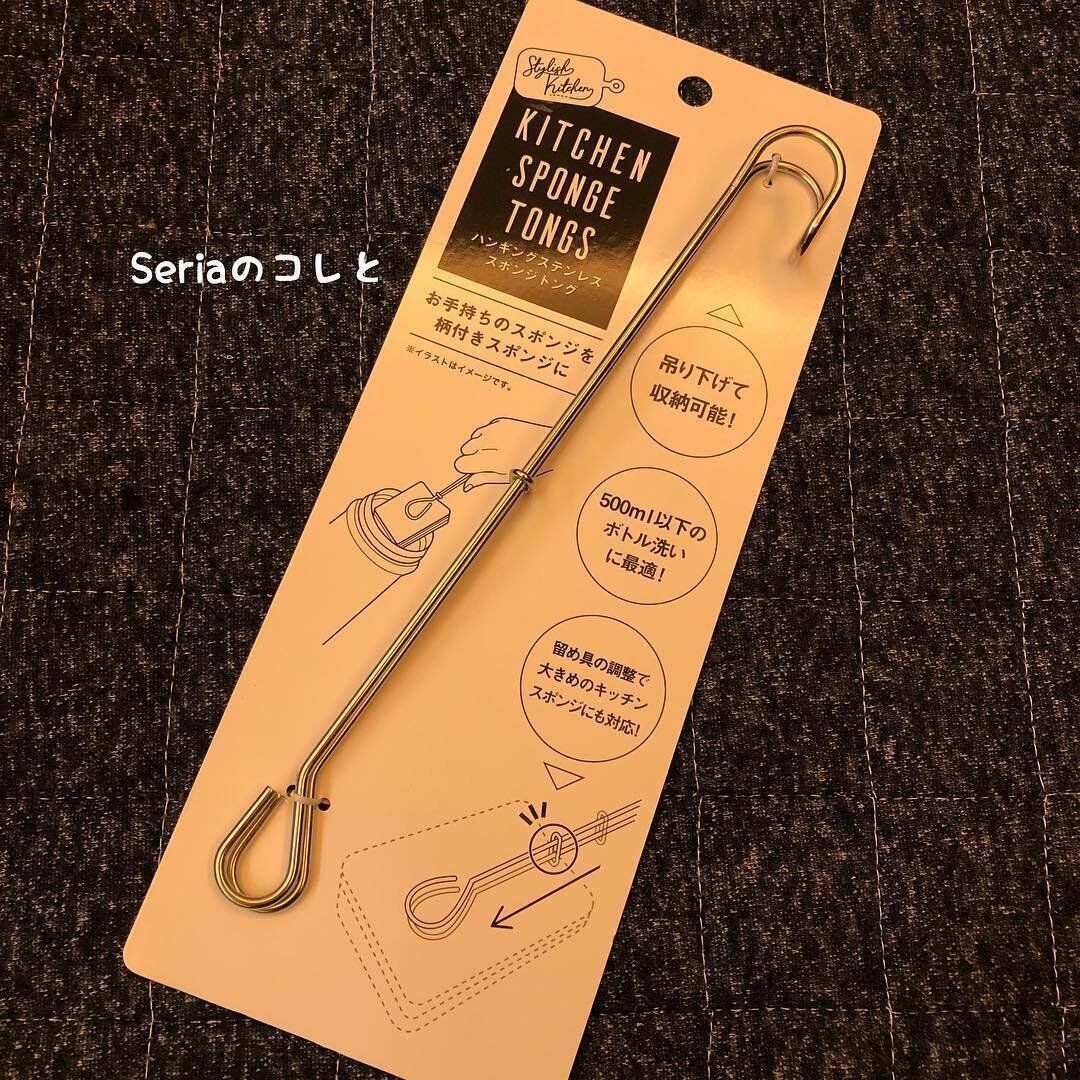 Stylish
Kitchen
KITCHEN
SPONGE
TONGS
ハンギングステンレス
スポンジトング
Seriaのコレと
お手持ちのスポンジを
柄付きスポンジに
※イラストはイメージです。
吊り下げて
収納可能!
500ml以下の
ボトル洗い
に最適!
留め具の調整で
大きめのキッチン
スポンジにも対応!